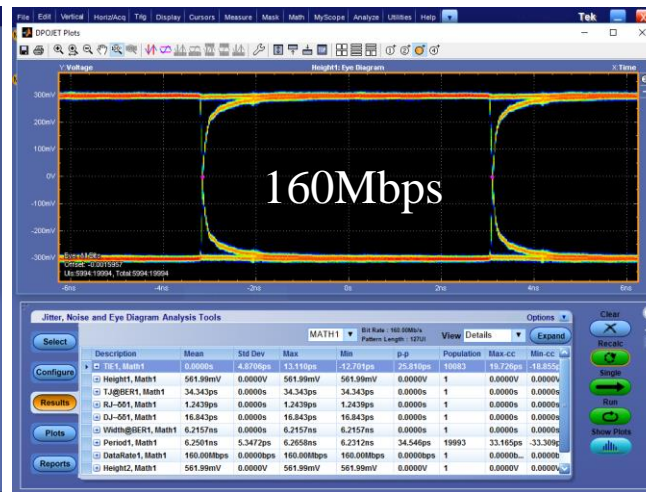 File Edit Vertical Horiz/Acq Trig Display Cursors Measure Mask Math MyScope Analyze Utilities Help Tek
DPOJET Plots
Y:Voltage Height1: Eye Diagram X:Time
300mV
200mV
100mV
0V
160Mbps
-100mV
-200mV
-300mV
Offset: -0.0015957
UIs:5994:19994, Total:5994:19994
-6ns -4ns -2ns 0s 2ns 4ns 6ns
Jitter, Noise and Eye Diagram Analysis Tools Options Clear
Select MATH1 Bit Rate : 160.00Mb/s View Details Expand
Pattern Length : 127UI
Recalc
Description Mean Std Dev Max Min p-p Population Max-cc Min-cc
Configure TIE1, Math1 0.0000s 4.8706ps 13.110ps -12.701ps 25.810ps 10083 19.726ps -18.855p
Height1, Math1 561.99mV 0.0000V 561.99mV 561.99mV 0.0000V 1 0.0000V 0.0000V
Single
TJ@BER1, Math1 34.343ps 0.0000s 34.343ps 34.343ps 0.0000s 1 0.0000s 0.0000s
Results RJ-δδ1, Math1 1.2439ps 0.0000s 1.2439ps 1.2439ps 0.0000s 1 0.0000s 0.0000s
Run
DJ-δδ1, Math1 16.843ps 0.0000s 16.843ps 16.843ps 0.0000s 1 0.0000s 0.0000s
Plots Width@BER1, Math1 6.2157ns 0.0000s 6.2157ns 6.2157ns 0.0000s 1 0.0000s 0.0000s
Show Plots
Period1, Math1 6.2501ns 5.3472ps 6.2658ns 6.2312ns 34.546ps 19993 33.165ps -33.309p
Reports DataRate1, Math1 160.00Mbps 0.0000bps 160.00Mbps 160.00Mbps 0.0000bps 1 0.0000b... 0.0000b
Height2, Math1 561.99mV 0.0000V 561.99mV 561.99mV 0.0000V 1 0.0000V 0.0000V